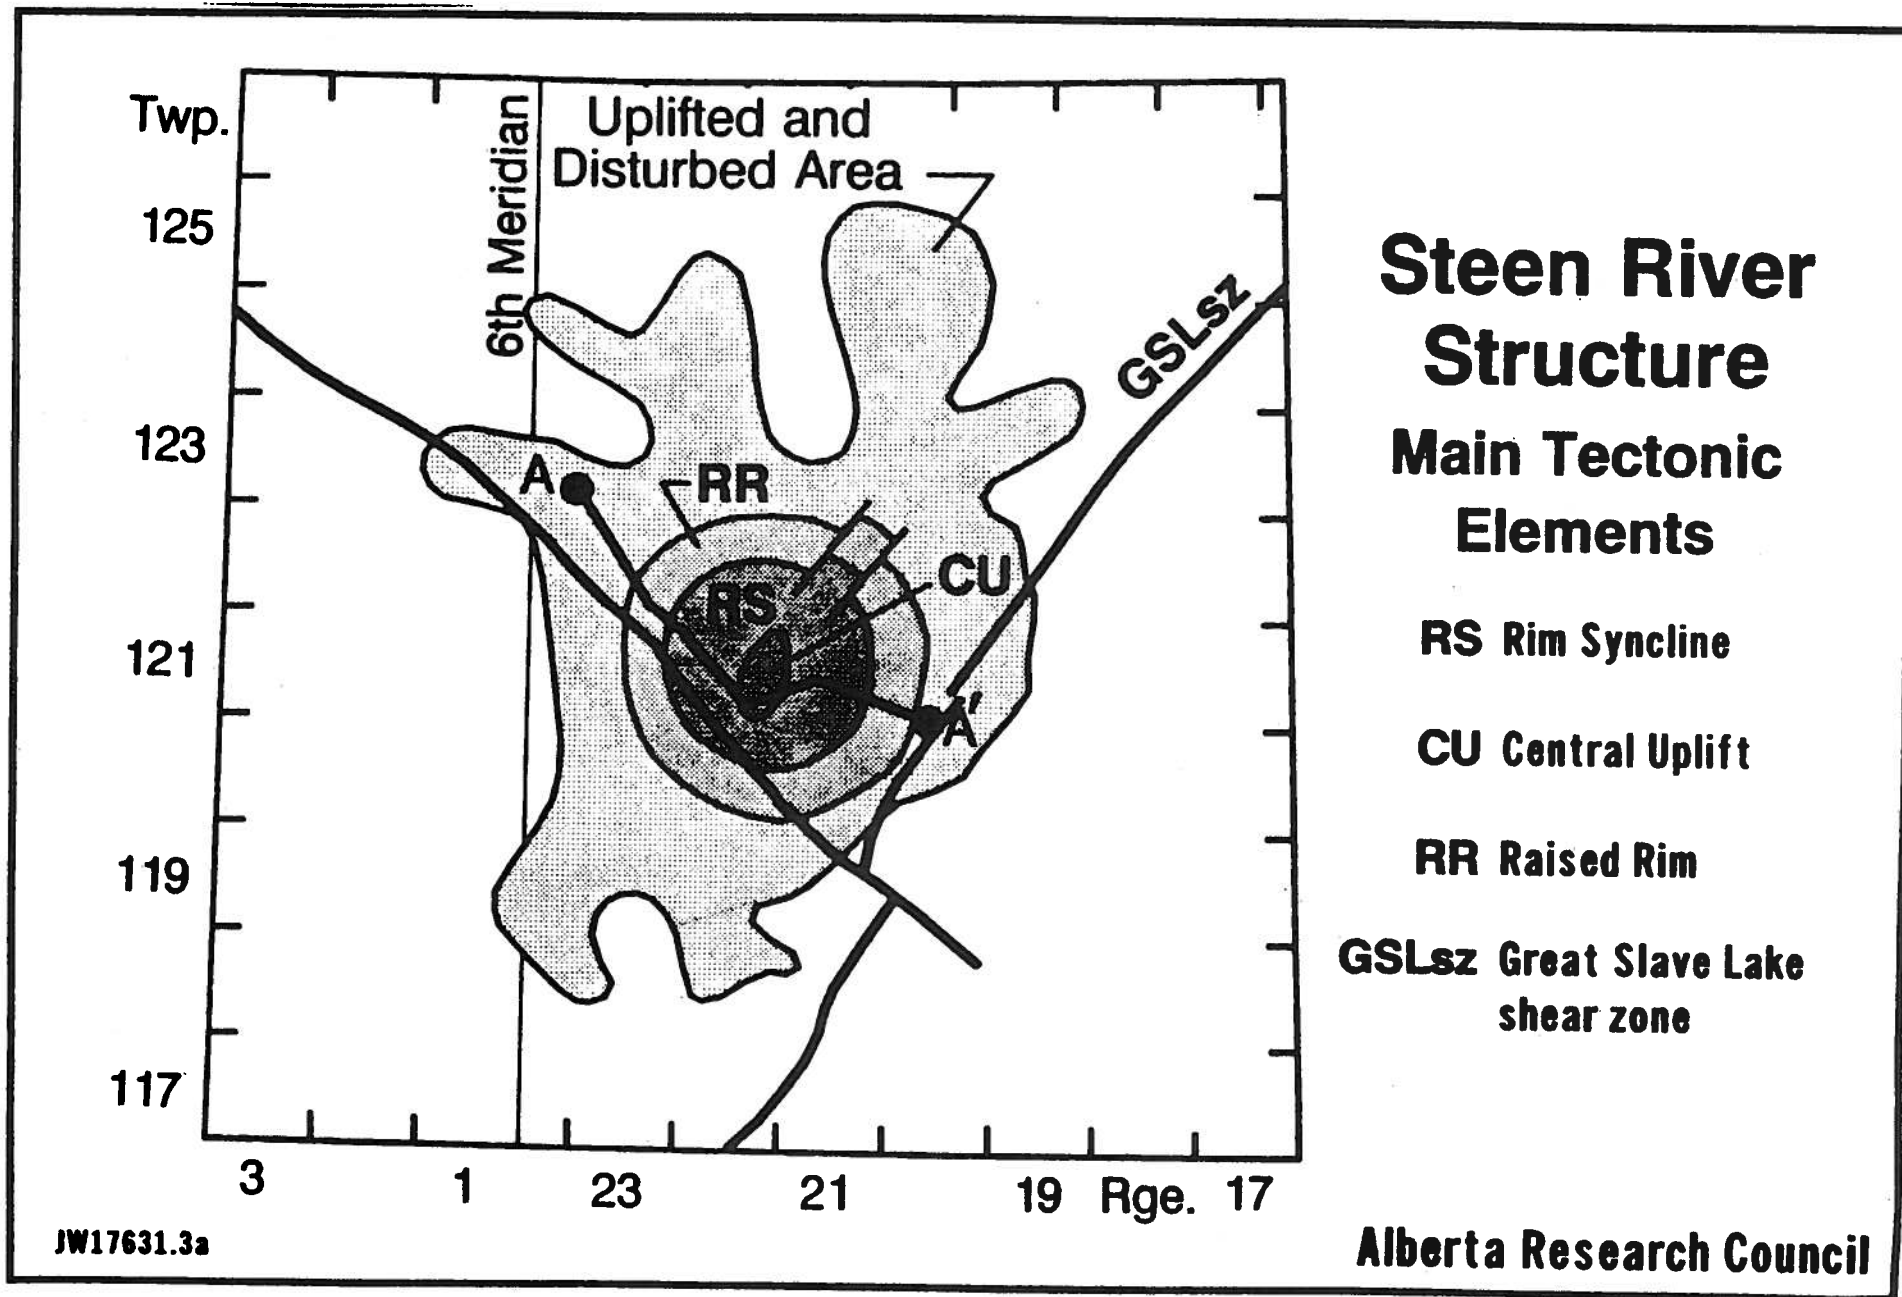 Twp.
125
123
121
119
117
6th Meridian
Uplifted and
Disturbed Area
GSLsz
A
RR
RS
CU
A'
3 1 23 21 19 Rge. 17
JW17631.3a
Steen River
Structure
Main Tectonic
Elements
RS Rim Syncline
CU Central Uplift
RR Raised Rim
GSLsz Great Slave Lake
shear zone
Alberta Research Council